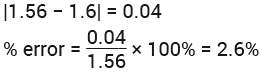 |1.56 − 1.6| = 0.04
% error = 0.04/1.56 × 100% = 2.6%